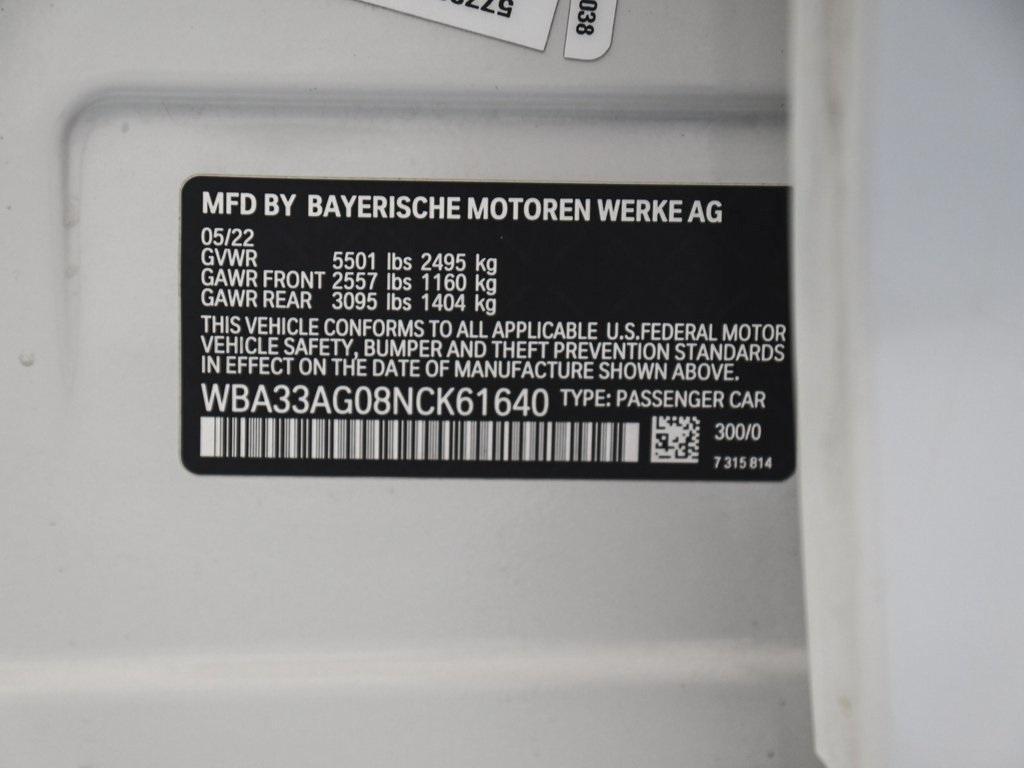 038
MFD BY BAYERISCHE MOTOREN WERKE AG
05/22
GVWR 5501 lbs 2495 kg
GAWR FRONT 2557 lbs 1160 kg
GAWR REAR 3095 lbs 1404 kg
THIS VEHICLE CONFORMS TO ALL APPLICABLE U.S.FEDERAL MOTOR
VEHICLE SAFETY, BUMPER AND THEFT PREVENTION STANDARDS
IN EFFECT ON THE DATE OF MANUFACTURE SHOWN ABOVE.
WBA33AG08NCK61640 TYPE: PASSENGER CAR
300/0
7 315 814